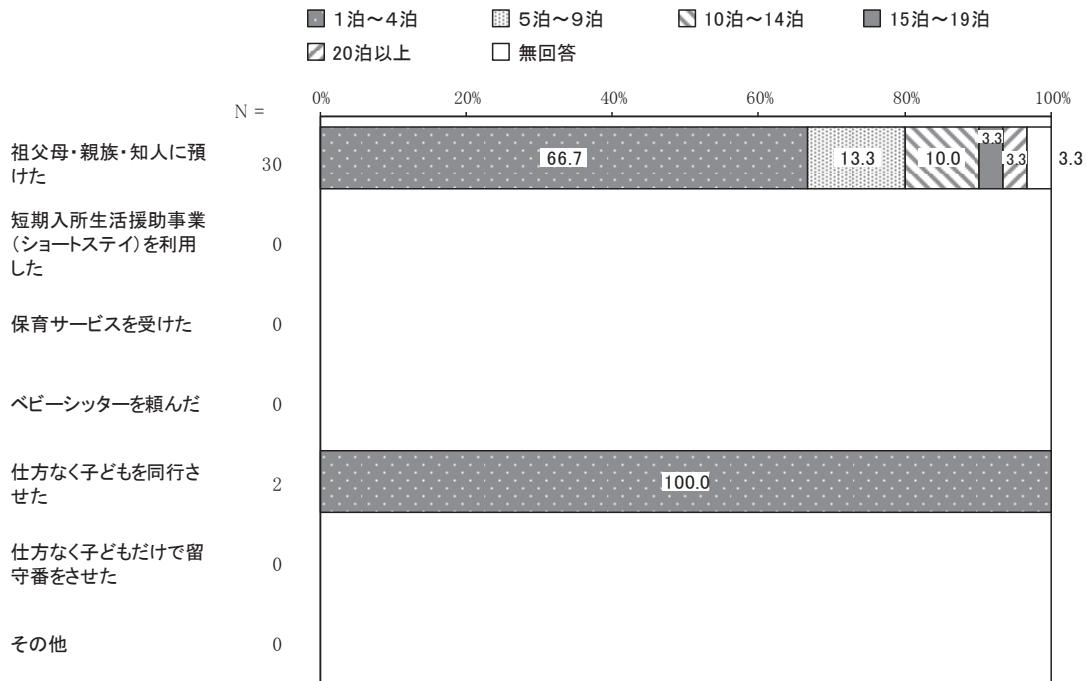 1泊～4泊 5泊～9泊 10泊～14泊 15泊～19泊
20泊以上 無回答
N = 0% 20% 40% 60% 80% 100%
祖父母・親族・知人に預
けた
30 66.7 13.3 10.0 3.3 3.3 3.3
短期入所生活援助事業
（ショートステイ）を利用
した
0
保育サービスを受けた 0
ベビーシッターを頼んだ 0
仕方なく子どもを同行さ
せた
2 100.0
仕方なく子どもだけで留
守番をさせた
0
その他 0